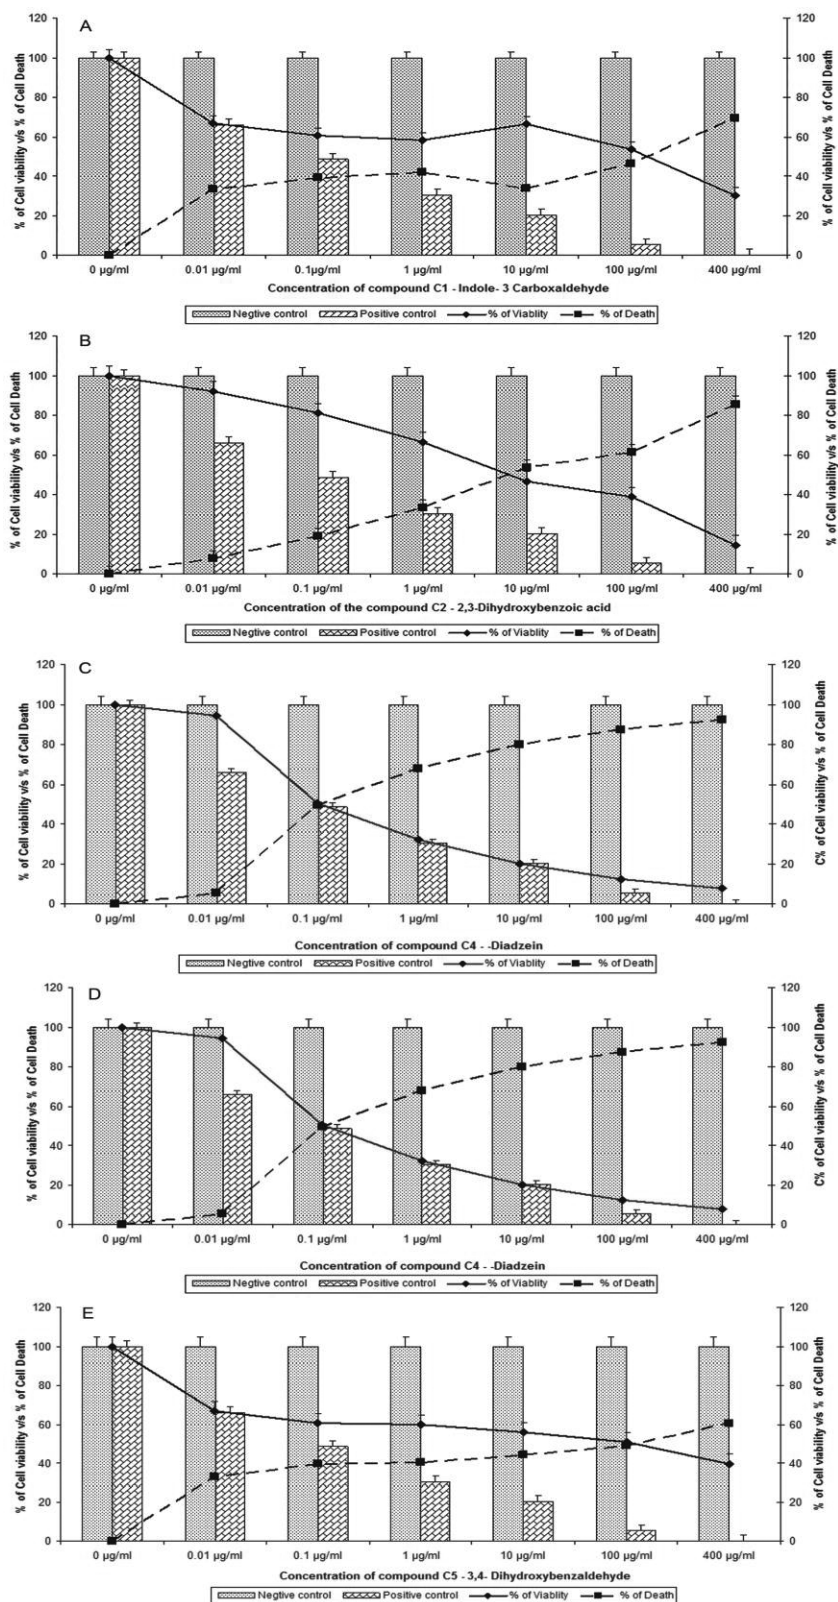 A
% of Cell viability v/s % of Cell Death
120 120
100 100
80 80
60 60
40 40
20 20
0 0
0 µg/ml 0.01 µg/ml 0.1µg/ml 1 µg/ml 10 µg/ml 100 µg/ml 400 µg/ml
% of Cell viability v/s % of Cell Death
Concentration of compound C1 - Indole- 3 Carboxaldehyde
Negtive control Positive control % of Viablity % of Death
B
% of Cell viability v/s % of Cell Death
120 120
100 100
80 80
60 60
40 40
20 20
0 0
0 µg/ml 0.01 µg/ml 0.1 µg/ml 1 µg/ml 10 µg/ml 100 µg/ml 400 µg/ml
% of Cell viability v/s % of Cell Death
Concentration of the compound C2 - 2,3-Dihydroxybenzoic acid
Negtive control Positive control % of Viablity % of Death
C
% of Cell viability v/s % of Cell Death
120 120
100 100
80 80
60 60
40 40
20 20
0 0
0 µg/ml 0.01 µg/ml 0.1 µg/ml 1 µg/ml 10 µg/ml 100 µg/ml 400 µg/ml
C% of Cell viability v/s % of Cell Death
Concentration of compound C4 - -Diadzein
Negtive control Positive control % of Viablity % of Death
D
% of Cell viability v/s % of Cell Death
120 120
100 100
80 80
60 60
40 40
20 20
0 0
0 µg/ml 0.01 µg/ml 0.1 µg/ml 1 µg/ml 10 µg/ml 100 µg/ml 400 µg/ml
C% of Cell viability v/s % of Cell Death
Concentration of compound C4 - -Diadzein
Negtive control Positive control % of Viablity % of Death
E
% of Cell viability v/s % of Cell Death
120 120
100 100
80 80
60 60
40 40
20 20
0 0
0 µg/ml 0.01 µg/ml 0.1 µg/ml 1 µg/ml 10 µg/ml 100 µg/ml 400 µg/ml
% of Cell viability v/s % of Cell Death
Concentration of compound C5 - 3,4- Dihydroxybenzaldehyde
Negtive control Positive control % of Viablity % of Death